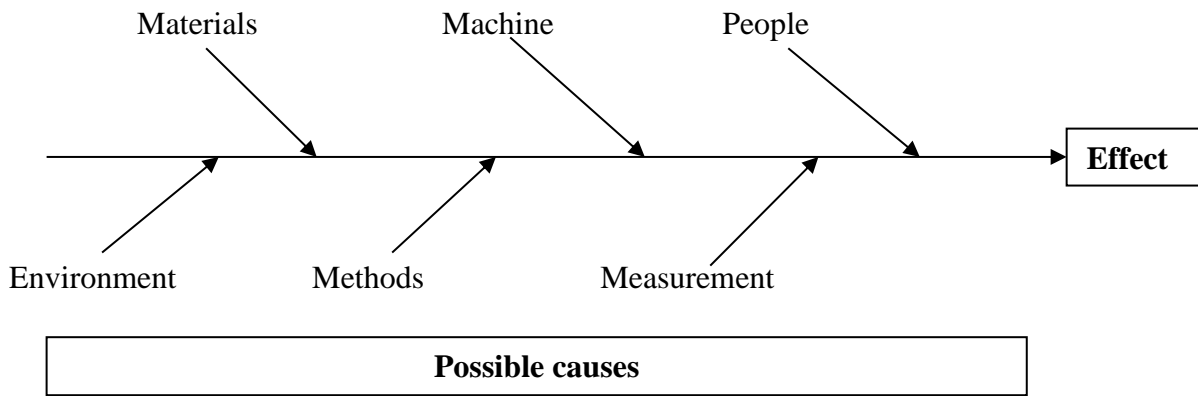 Materials Machine People
Effect
Environment Methods Measurement
Possible causes